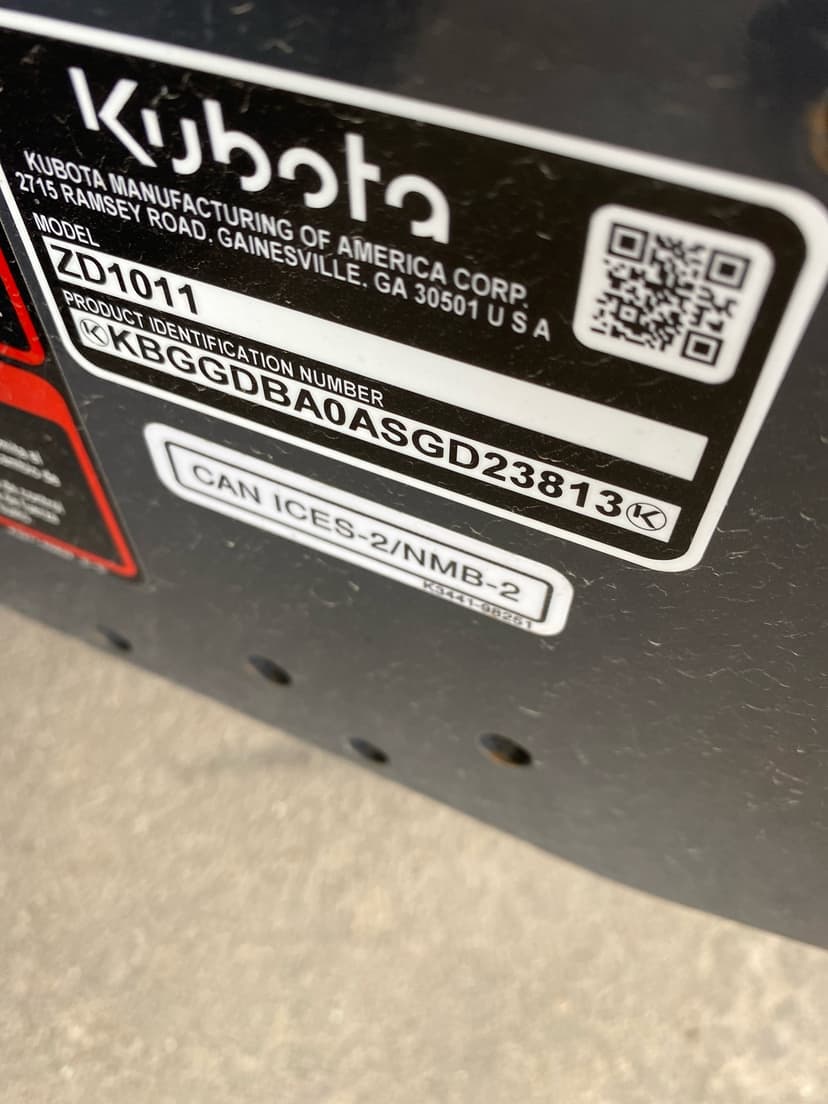 Kubota
KUBOTA MANUFACTURING OF AMERICA CORP.
2715 RAMSEY ROAD. GAINESVILLE. GA 30501 U S A
MODEL
ZD1011
PRODUCT IDENTIFICATION NUMBER
KBGGDBA0ASGD23813
CAN ICES-2/NMB-2
K3441-98251